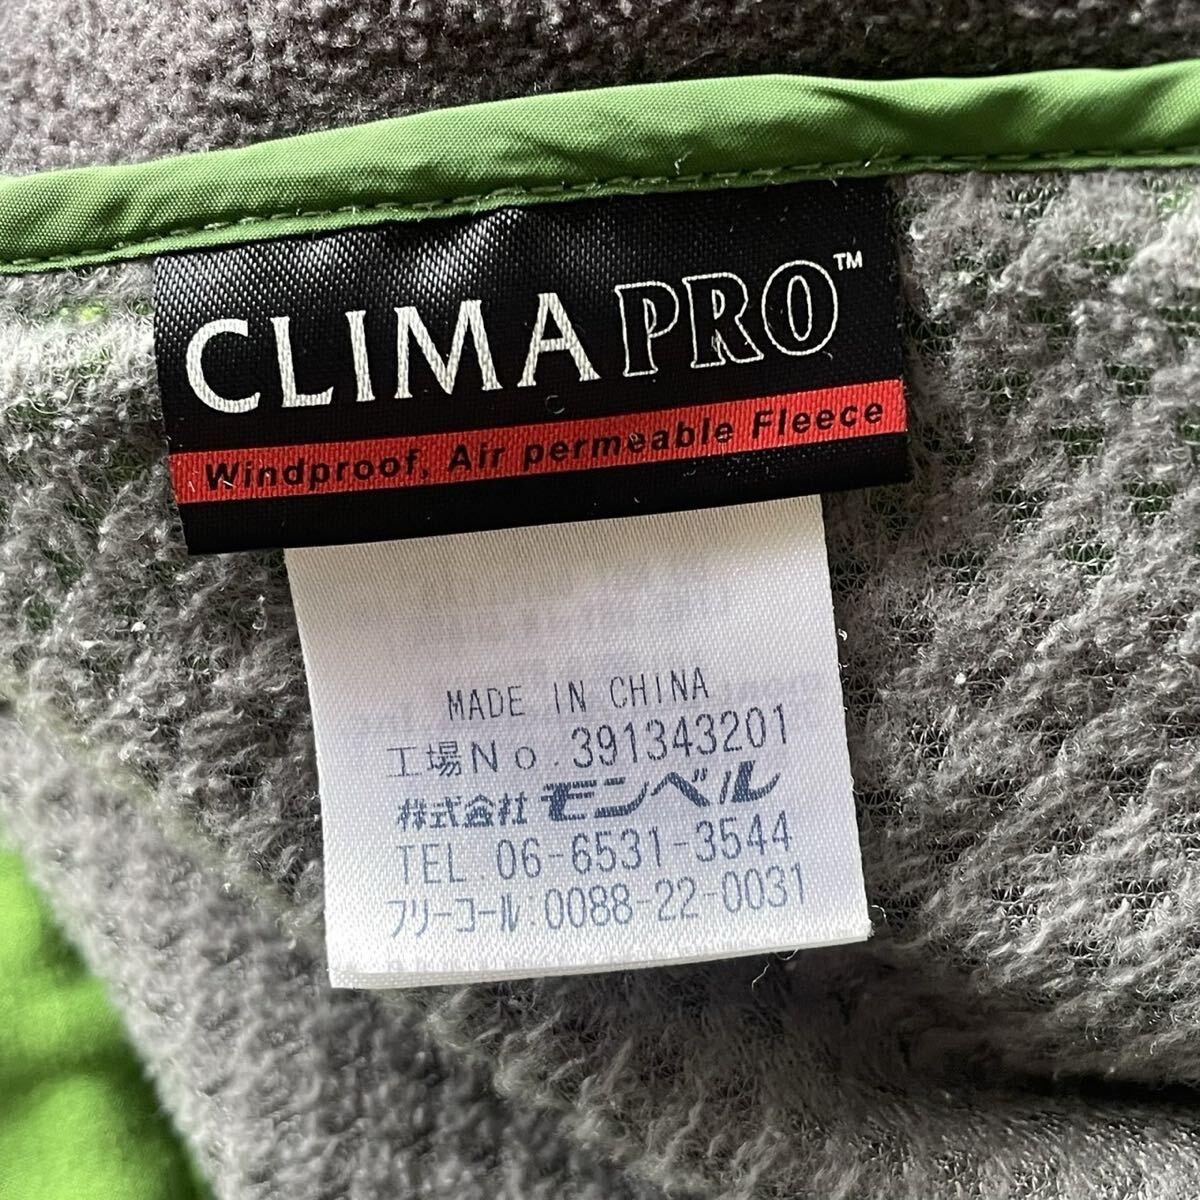 CLIMAPRO™
Windproof, Air permeable Fleece
MADE IN CHINA
工場No.391343201
株式会社モンベル
TEL.06-6531-3544
フリーコール:0088-22-0031